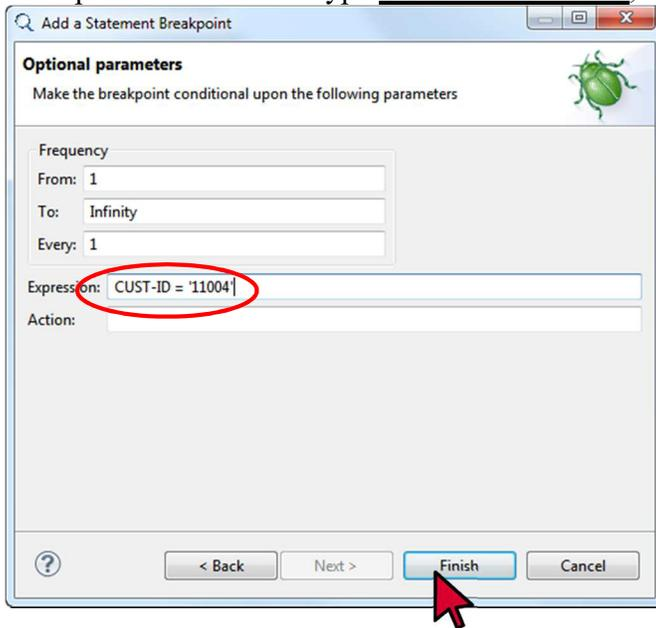 Add a Statement Breakpoint
Optional parameters
Make the breakpoint conditional upon the following parameters
Frequency
From: 1
To: Infinity
Every: 1
Expression: CUST-ID = '11004'
Action:
? < Back Next > Finish Cancel